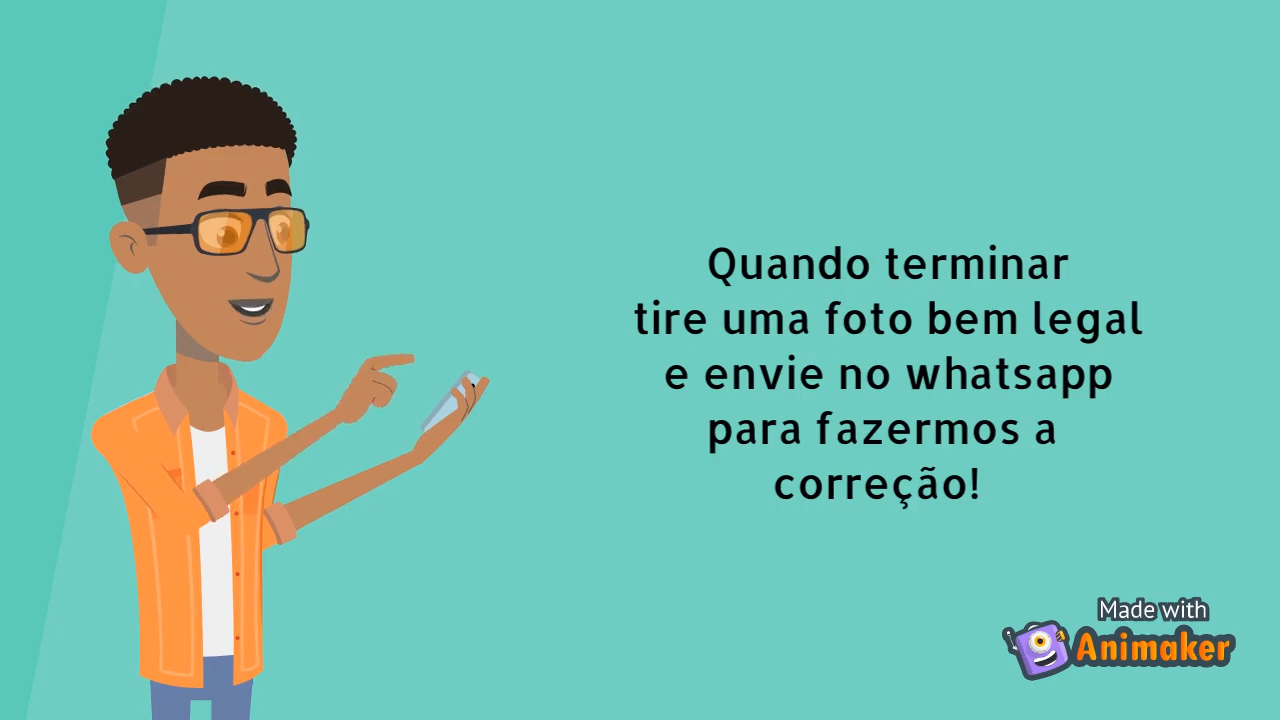 Quando terminar
tire uma foto bem legal
e envie no whatsapp
para fazermos a
correção!
Made with
Animaker